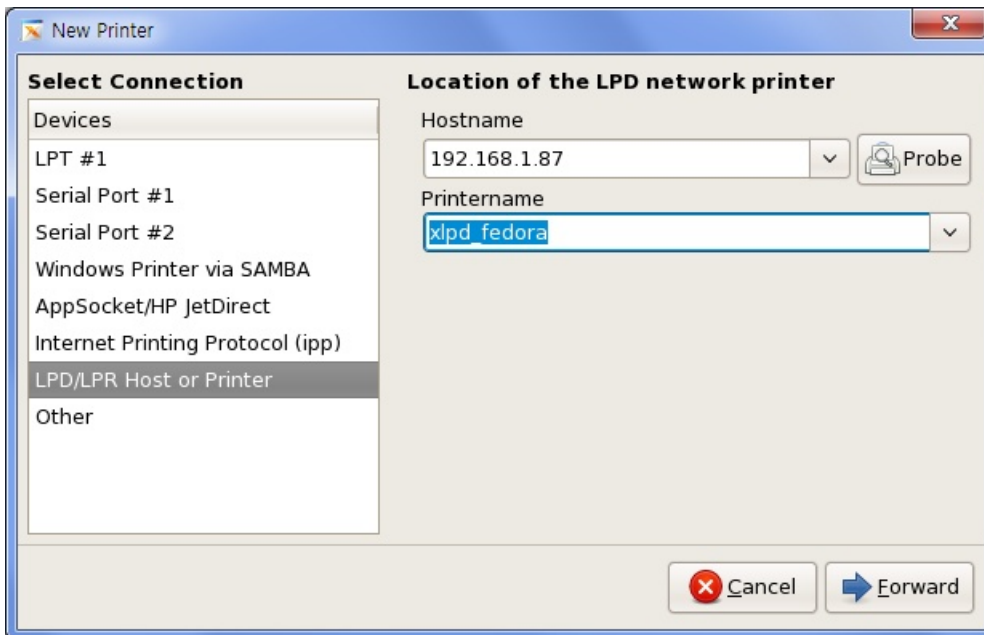 New Printer
Select Connection
Devices
LPT #1
Serial Port #1
Serial Port #2
Windows Printer via SAMBA
AppSocket/HP JetDirect
Internet Printing Protocol (ipp)
LPD/LPR Host or Printer
Other
Location of the LPD network printer
Hostname
192.168.1.87
Probe
Printername
xlpd_fedora
Cancel
Forward